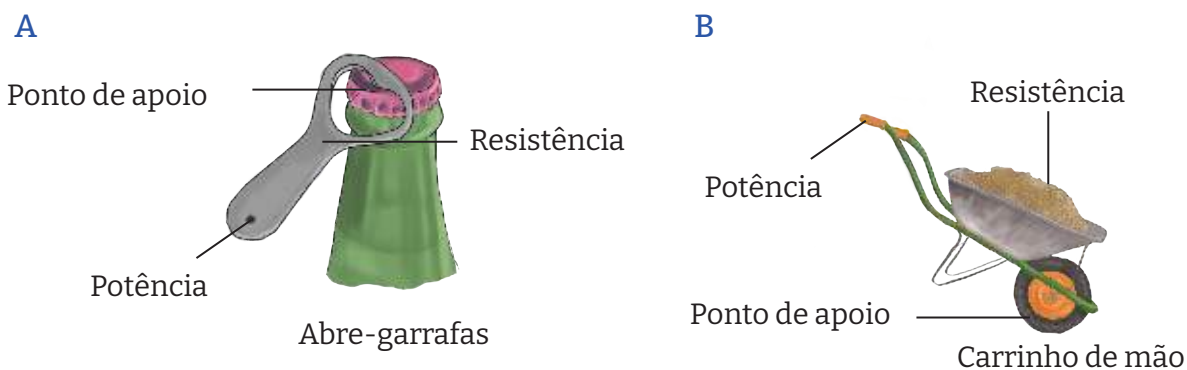 A
Ponto de apoio
Resistência
Potência
Abre-garrafas
B
Resistência
Potência
Ponto de apoio
Carrinho de mão